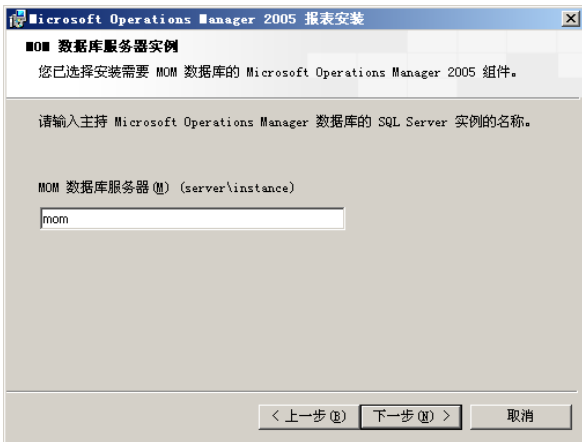 Microsoft Operations Manager 2005 报表安装
MOM 数据库服务器实例
您已选择安装需要 MOM 数据库的 Microsoft Operations Manager 2005 组件。
请输入主持 Microsoft Operations Manager 数据库的 SQL Server 实例的名称。
MOM 数据库服务器(M) (server\instance)
mom
< 上一步(B) 下一步(N) > 取消